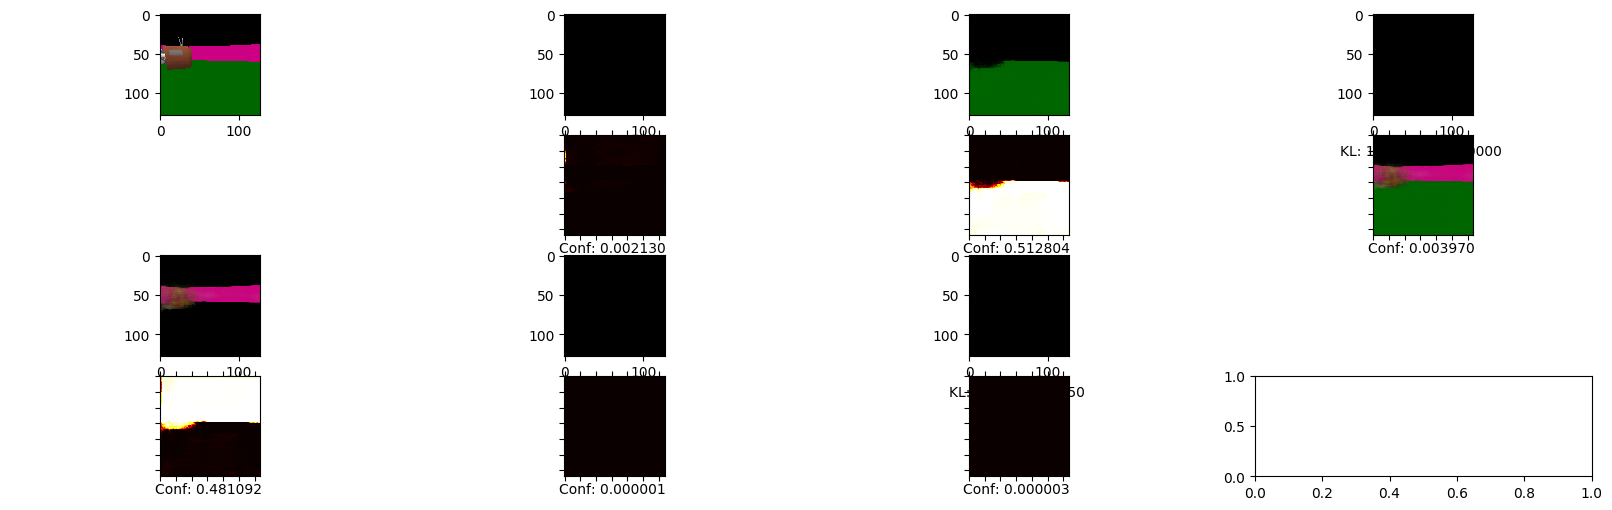 0 0 0 0
50 50 50 50
100 100 100 100
0 100 0 100 0 100 0 100
KL:
Conf: 0.002130 Conf: 0.512804 Conf: 0.003970
0 0 0
50 50 50
100 100 100
0 100 0 100 0 100
1.0
KL:
0.5
0.0
Conf: 0.481092 Conf: 0.000001 Conf: 0.000003
0.0 0.2 0.4 0.6 0.8 1.0